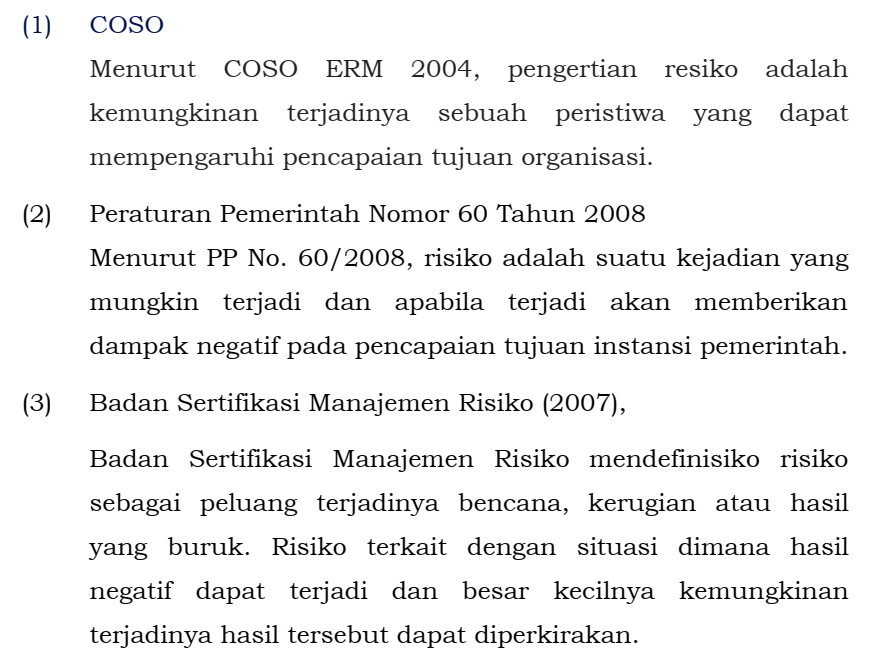 (1) COSO
Menurut COSO ERM 2004, pengertian resiko adalah
kemungkinan terjadinya sebuah peristiwa yang dapat
mempengaruhi pencapaian tujuan organisasi.
(2) Peraturan Pemerintah Nomor 60 Tahun 2008
Menurut PP No. 60/2008, risiko adalah suatu kejadian yang
mungkin terjadi dan apabila terjadi akan memberikan
dampak negatif pada pencapaian tujuan instansi pemerintah.
(3) Badan Sertifikasi Manajemen Risiko (2007),
Badan Sertifikasi Manajemen Risiko mendefinisiko risiko
sebagai peluang terjadinya bencana, kerugian atau hasil
yang buruk. Risiko terkait dengan situasi dimana hasil
negatif dapat terjadi dan besar kecilnya kemungkinan
terjadinya hasil tersebut dapat diperkirakan.